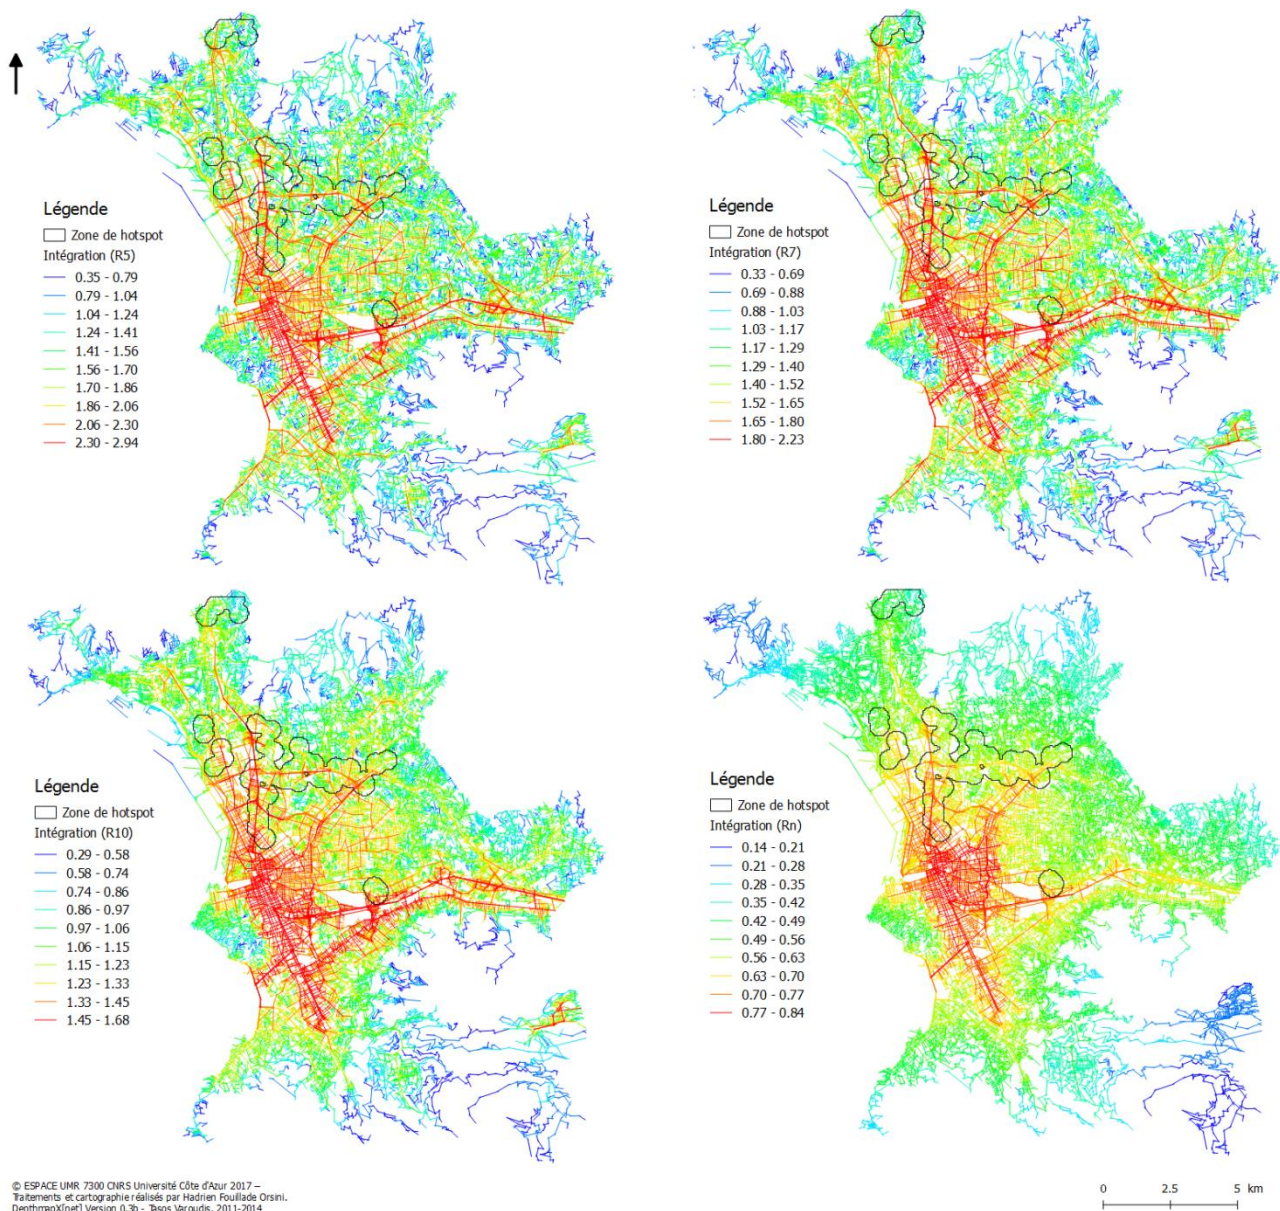 Légende
Zone de hotspot
Intégration (R5)
0.35 - 0.79
0.79 - 1.04
1.04 - 1.24
1.24 - 1.41
1.41 - 1.56
1.56 - 1.70
1.70 - 1.86
1.86 - 2.06
2.06 - 2.30
2.30 - 2.94
Légende
Zone de hotspot
Intégration (R7)
0.33 - 0.69
0.69 - 0.88
0.88 - 1.03
1.03 - 1.17
1.17 - 1.29
1.29 - 1.40
1.40 - 1.52
1.52 - 1.65
1.65 - 1.80
1.80 - 2.23
Légende
Zone de hotspot
Intégration (R10)
0.29 - 0.58
0.58 - 0.74
0.74 - 0.86
0.86 - 0.97
0.97 - 1.06
1.06 - 1.15
1.15 - 1.23
1.23 - 1.33
1.33 - 1.45
1.45 - 1.68
Légende
Zone de hotspot
Intégration (Rn)
0.14 - 0.21
0.21 - 0.28
0.28 - 0.35
0.35 - 0.42
0.42 - 0.49
0.49 - 0.56
0.56 - 0.63
0.63 - 0.70
0.70 - 0.77
0.77 - 0.84
© ESPACE UMR 7300 CNRS Université Côte d'Azur 2017 –
Traitements et cartographie réalisés par Hadrien Fouillade Orsini.
DepthmapX[net] Version 0.3b - Tasos Varoudis, 2011-2014
0 2.5 5 km